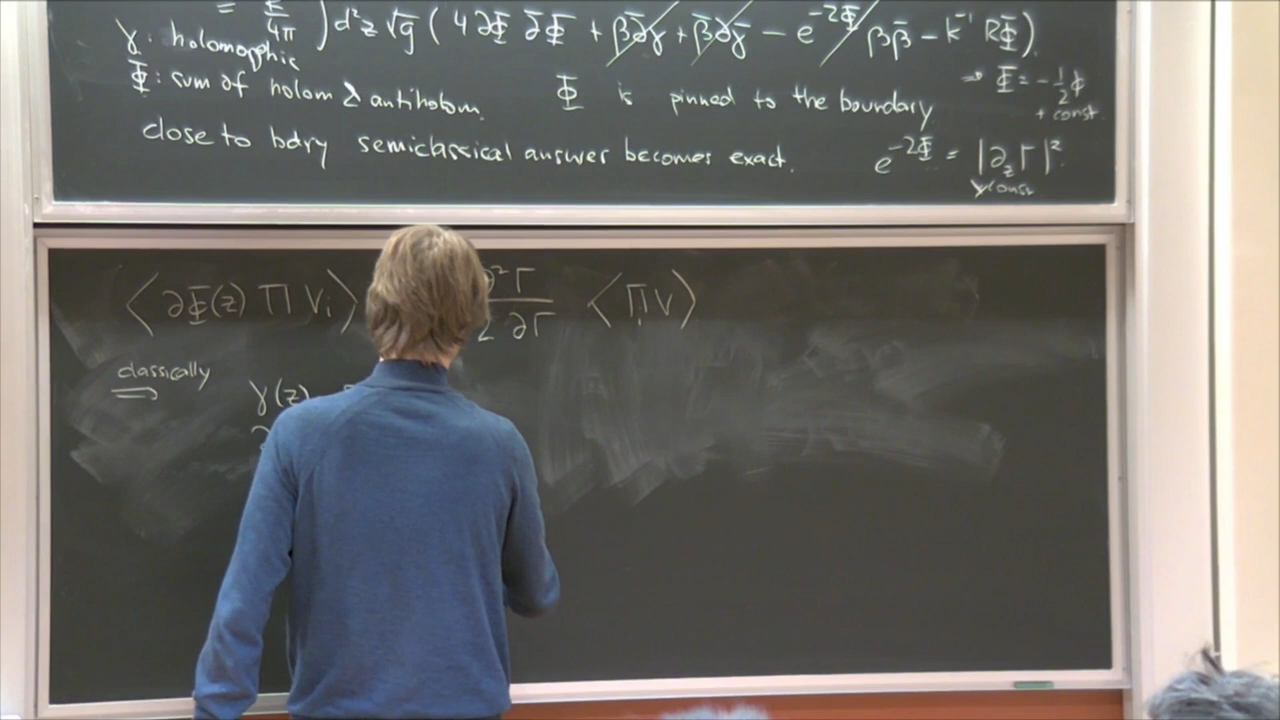 = k/4π ∫d²z √g ( 4∂Φ ∂̄Φ + β∂̄γ + β̄∂γ̄ − e^{-2Φ} ββ̄ − k⁻¹ RΦ).
γ: holomorphic
Φ: sum of holom & antiholom. Φ is pinned to the boundary ⇒ Φ = −½φ + const.
close to bdry semiclassical answer becomes exact. e^{-2Φ} = |∂_z Γ|². const
⟨∂Φ(z) ∏ V_i⟩ ∂²Γ / 2 ∂Γ ⟨∏V⟩
classically ⟹
γ(z)